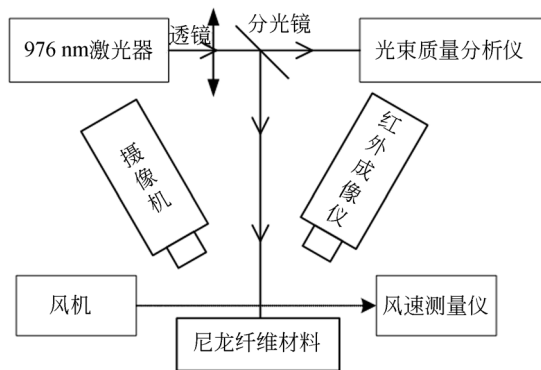 976 nm激光器
透镜
分光镜
光束质量分析仪
摄像机
红外成像仪
风机
风速测量仪
尼龙纤维材料